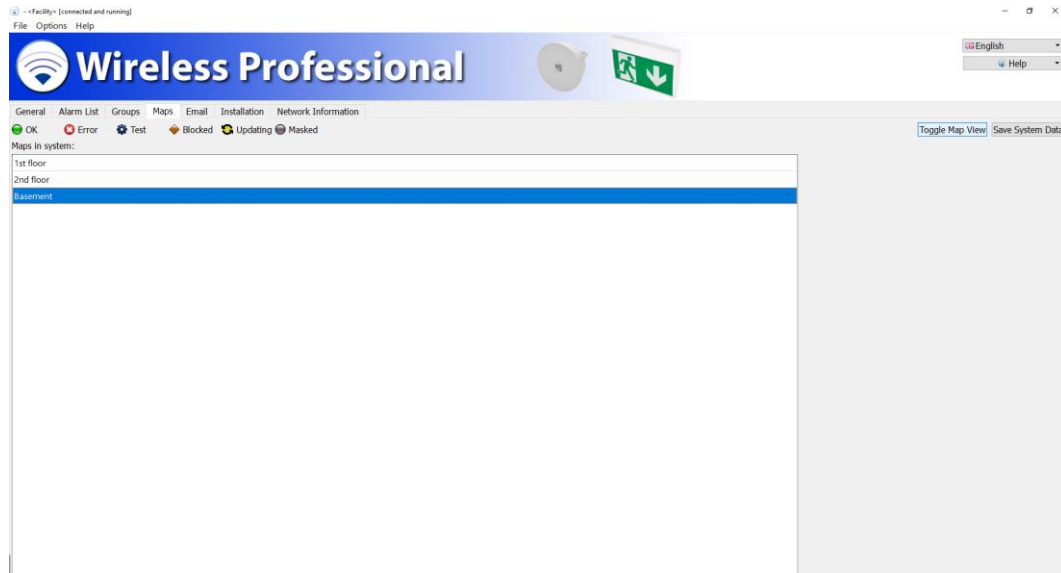 - <Facility> [connected and running]
File Options Help
Wireless Professional
English
Help
General Alarm List Groups Maps Email Installation Network Information
OK Error Test Blocked Updating Masked
Toggle Map View Save System Data
Maps in system:
1st floor
2nd floor
Basement